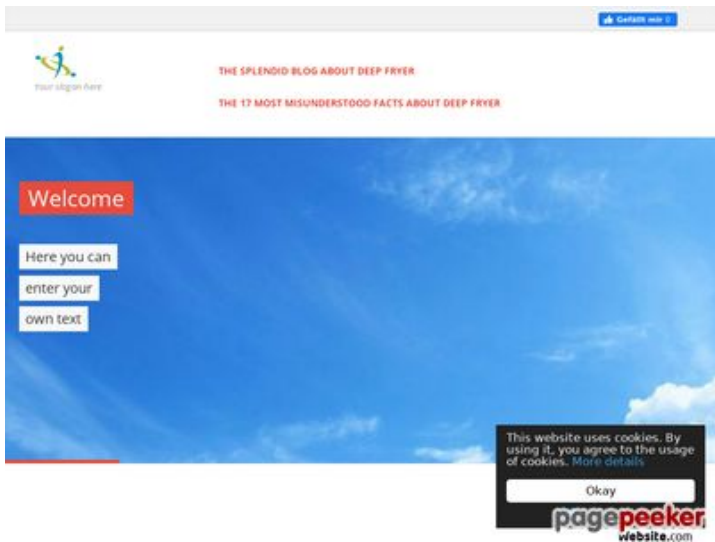 Gefällt mir 0
Your slogan here
THE SPLENDID BLOG ABOUT DEEP FRYER
THE 17 MOST MISUNDERSTOOD FACTS ABOUT DEEP FRYER
Welcome
Here you can
enter your
own text
This website uses cookies. By
using it, you agree to the usage
of cookies. More details
Okay
pagepeeker
website.com